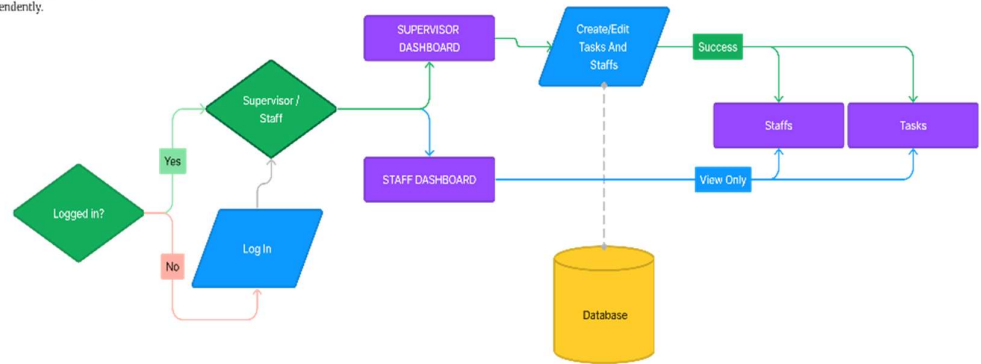 pendently.
SUPERVISOR
DASHBOARD
Create/Edit
Tasks And
Staffs
Success
Supervisor /
Staff
Staffs
Tasks
Yes
STAFF DASHBOARD
View Only
Logged in?
Log In
No
Database